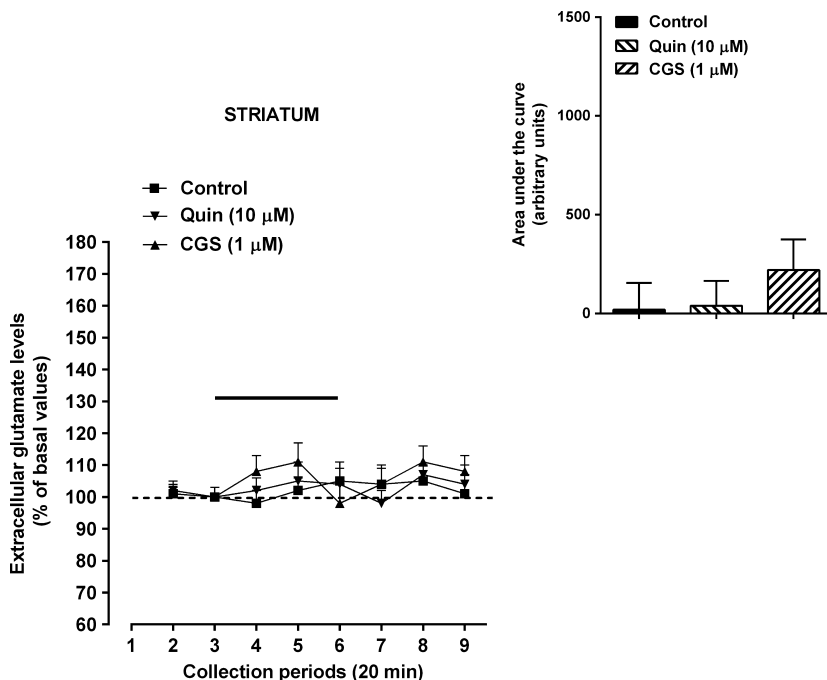 STRIATUM
Control
Quin (10 μM)
CGS (1 μM)
180
170
160
150
140
130
120
110
100
90
80
70
60
Extracellular glutamate levels
(% of basal values)
1 2 3 4 5 6 7 8 9
Collection periods (20 min)
Control
Quin (10 μM)
CGS (1 μM)
1500
1000
500
0
Area under the curve
(arbitrary units)